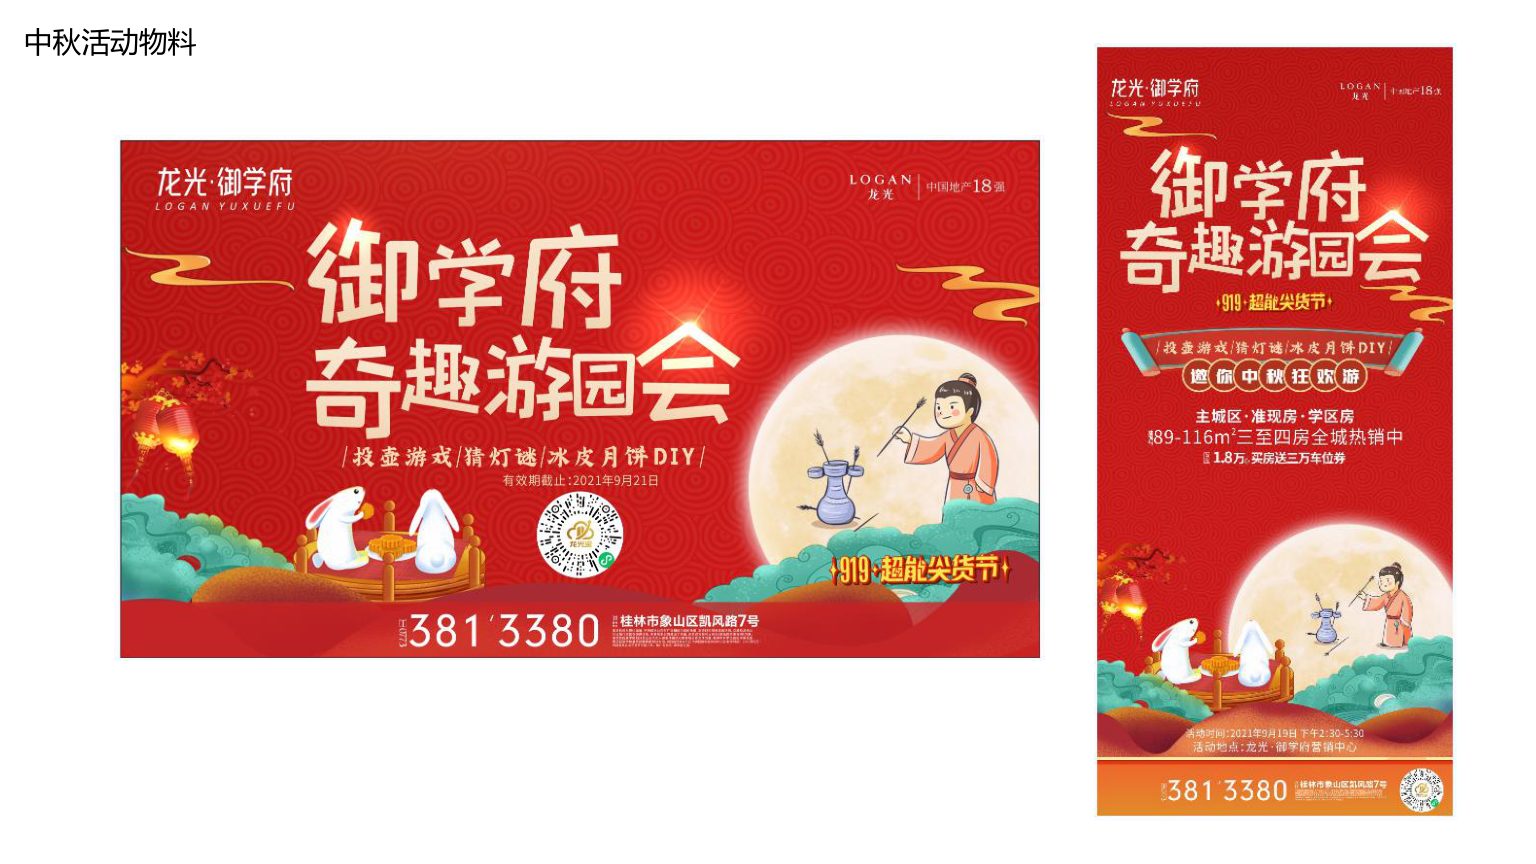 中秋活动物料
龙光·御学府
LOGAN YUXUEFU
LOGAN
龙光
中国地产18强
御学府
奇趣游园会
/投壶游戏/猜灯谜/冰皮月饼DIY/
有效期截止:2021年9月21日
919·超能尖货节
0773
381'3380
桂林市象山区凯风路7号
龙光·御学府
LOGAN YUXUEFU
LOGAN
龙光
中国地产18强
御学府
奇趣游园会
919·超能尖货节
/投壶游戏/猜灯谜/冰皮月饼DIY/
邀你中秋狂欢游
主城区·准现房·学区房
89-116m²三至四房全城热销中
1.8万 买房送三万车位券
活动时间:2021年9月19日 下午2:30-5:30
活动地点:龙光·御学府营销中心
381'3380
桂林市象山区凯风路7号